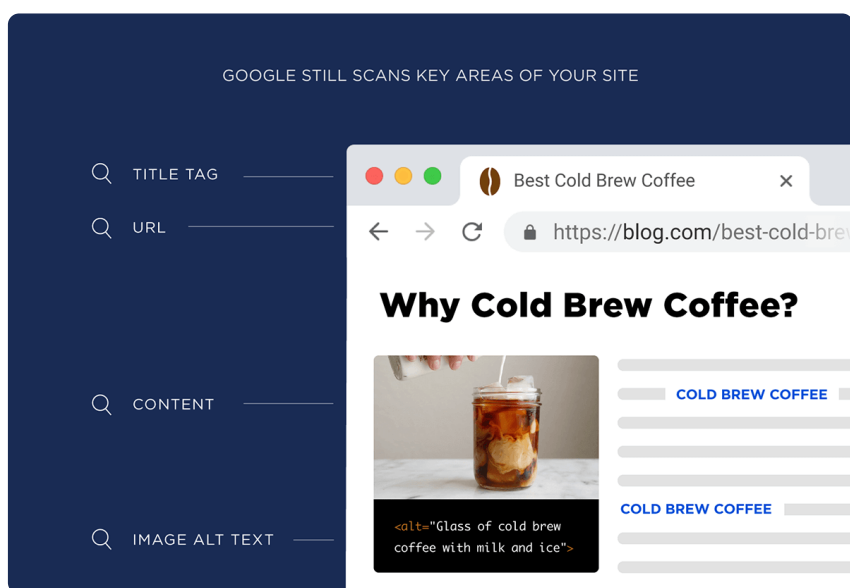 GOOGLE STILL SCANS KEY AREAS OF YOUR SITE
TITLE TAG
Best Cold Brew Coffee
URL
https://blog.com/best-cold-brew
Why Cold Brew Coffee?
CONTENT
COLD BREW COFFEE
COLD BREW COFFEE
IMAGE ALT TEXT
<alt="Glass of cold brew
coffee with milk and ice">